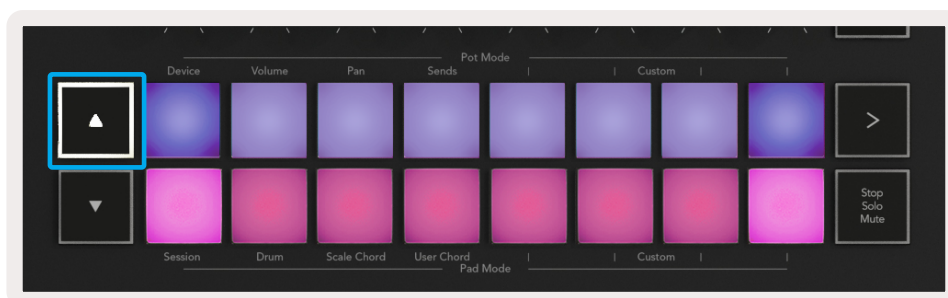 Pot Mode
Device Volume Pan Sends Custom
Stop
Solo
Mute
Session Drum Scale Chord User Chord Custom
Pad Mode